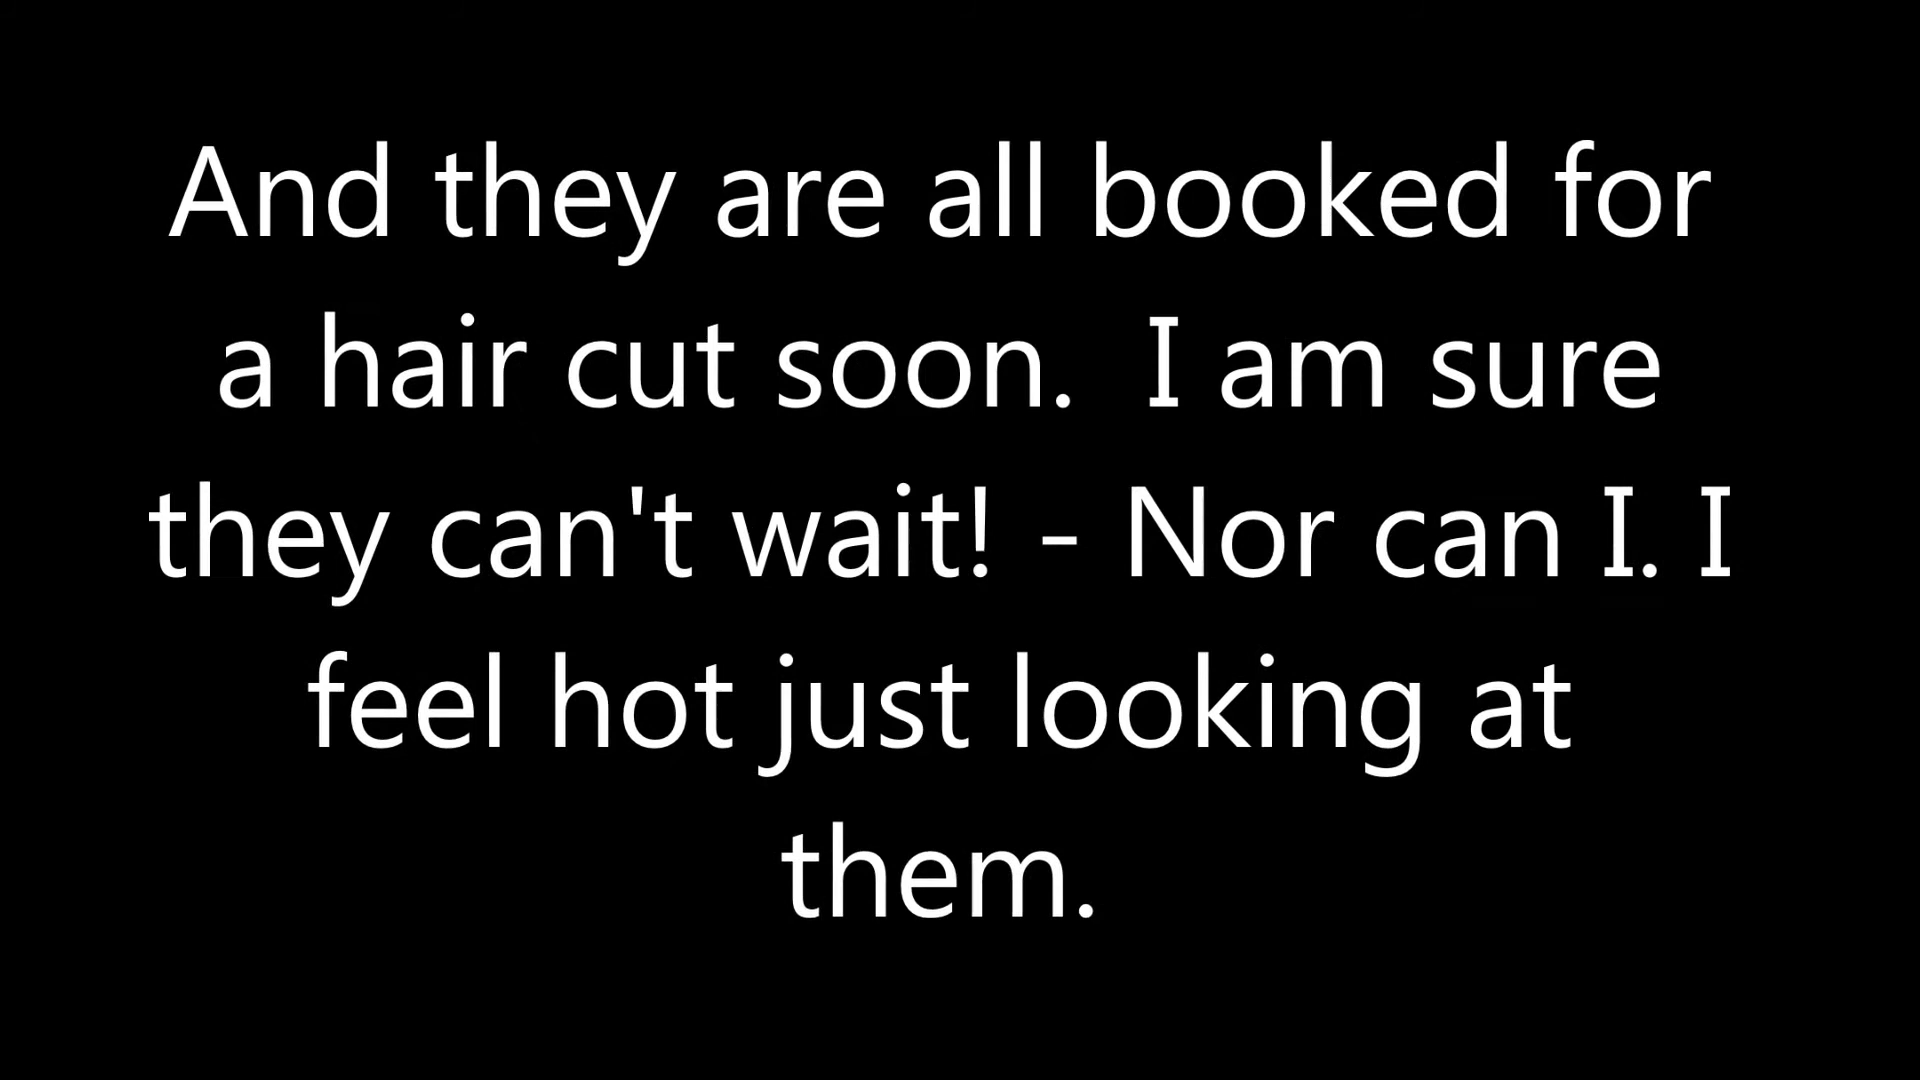 And they are all booked for
a hair cut soon.  I am sure
they can't wait! - Nor can I. I
feel hot just looking at
them.